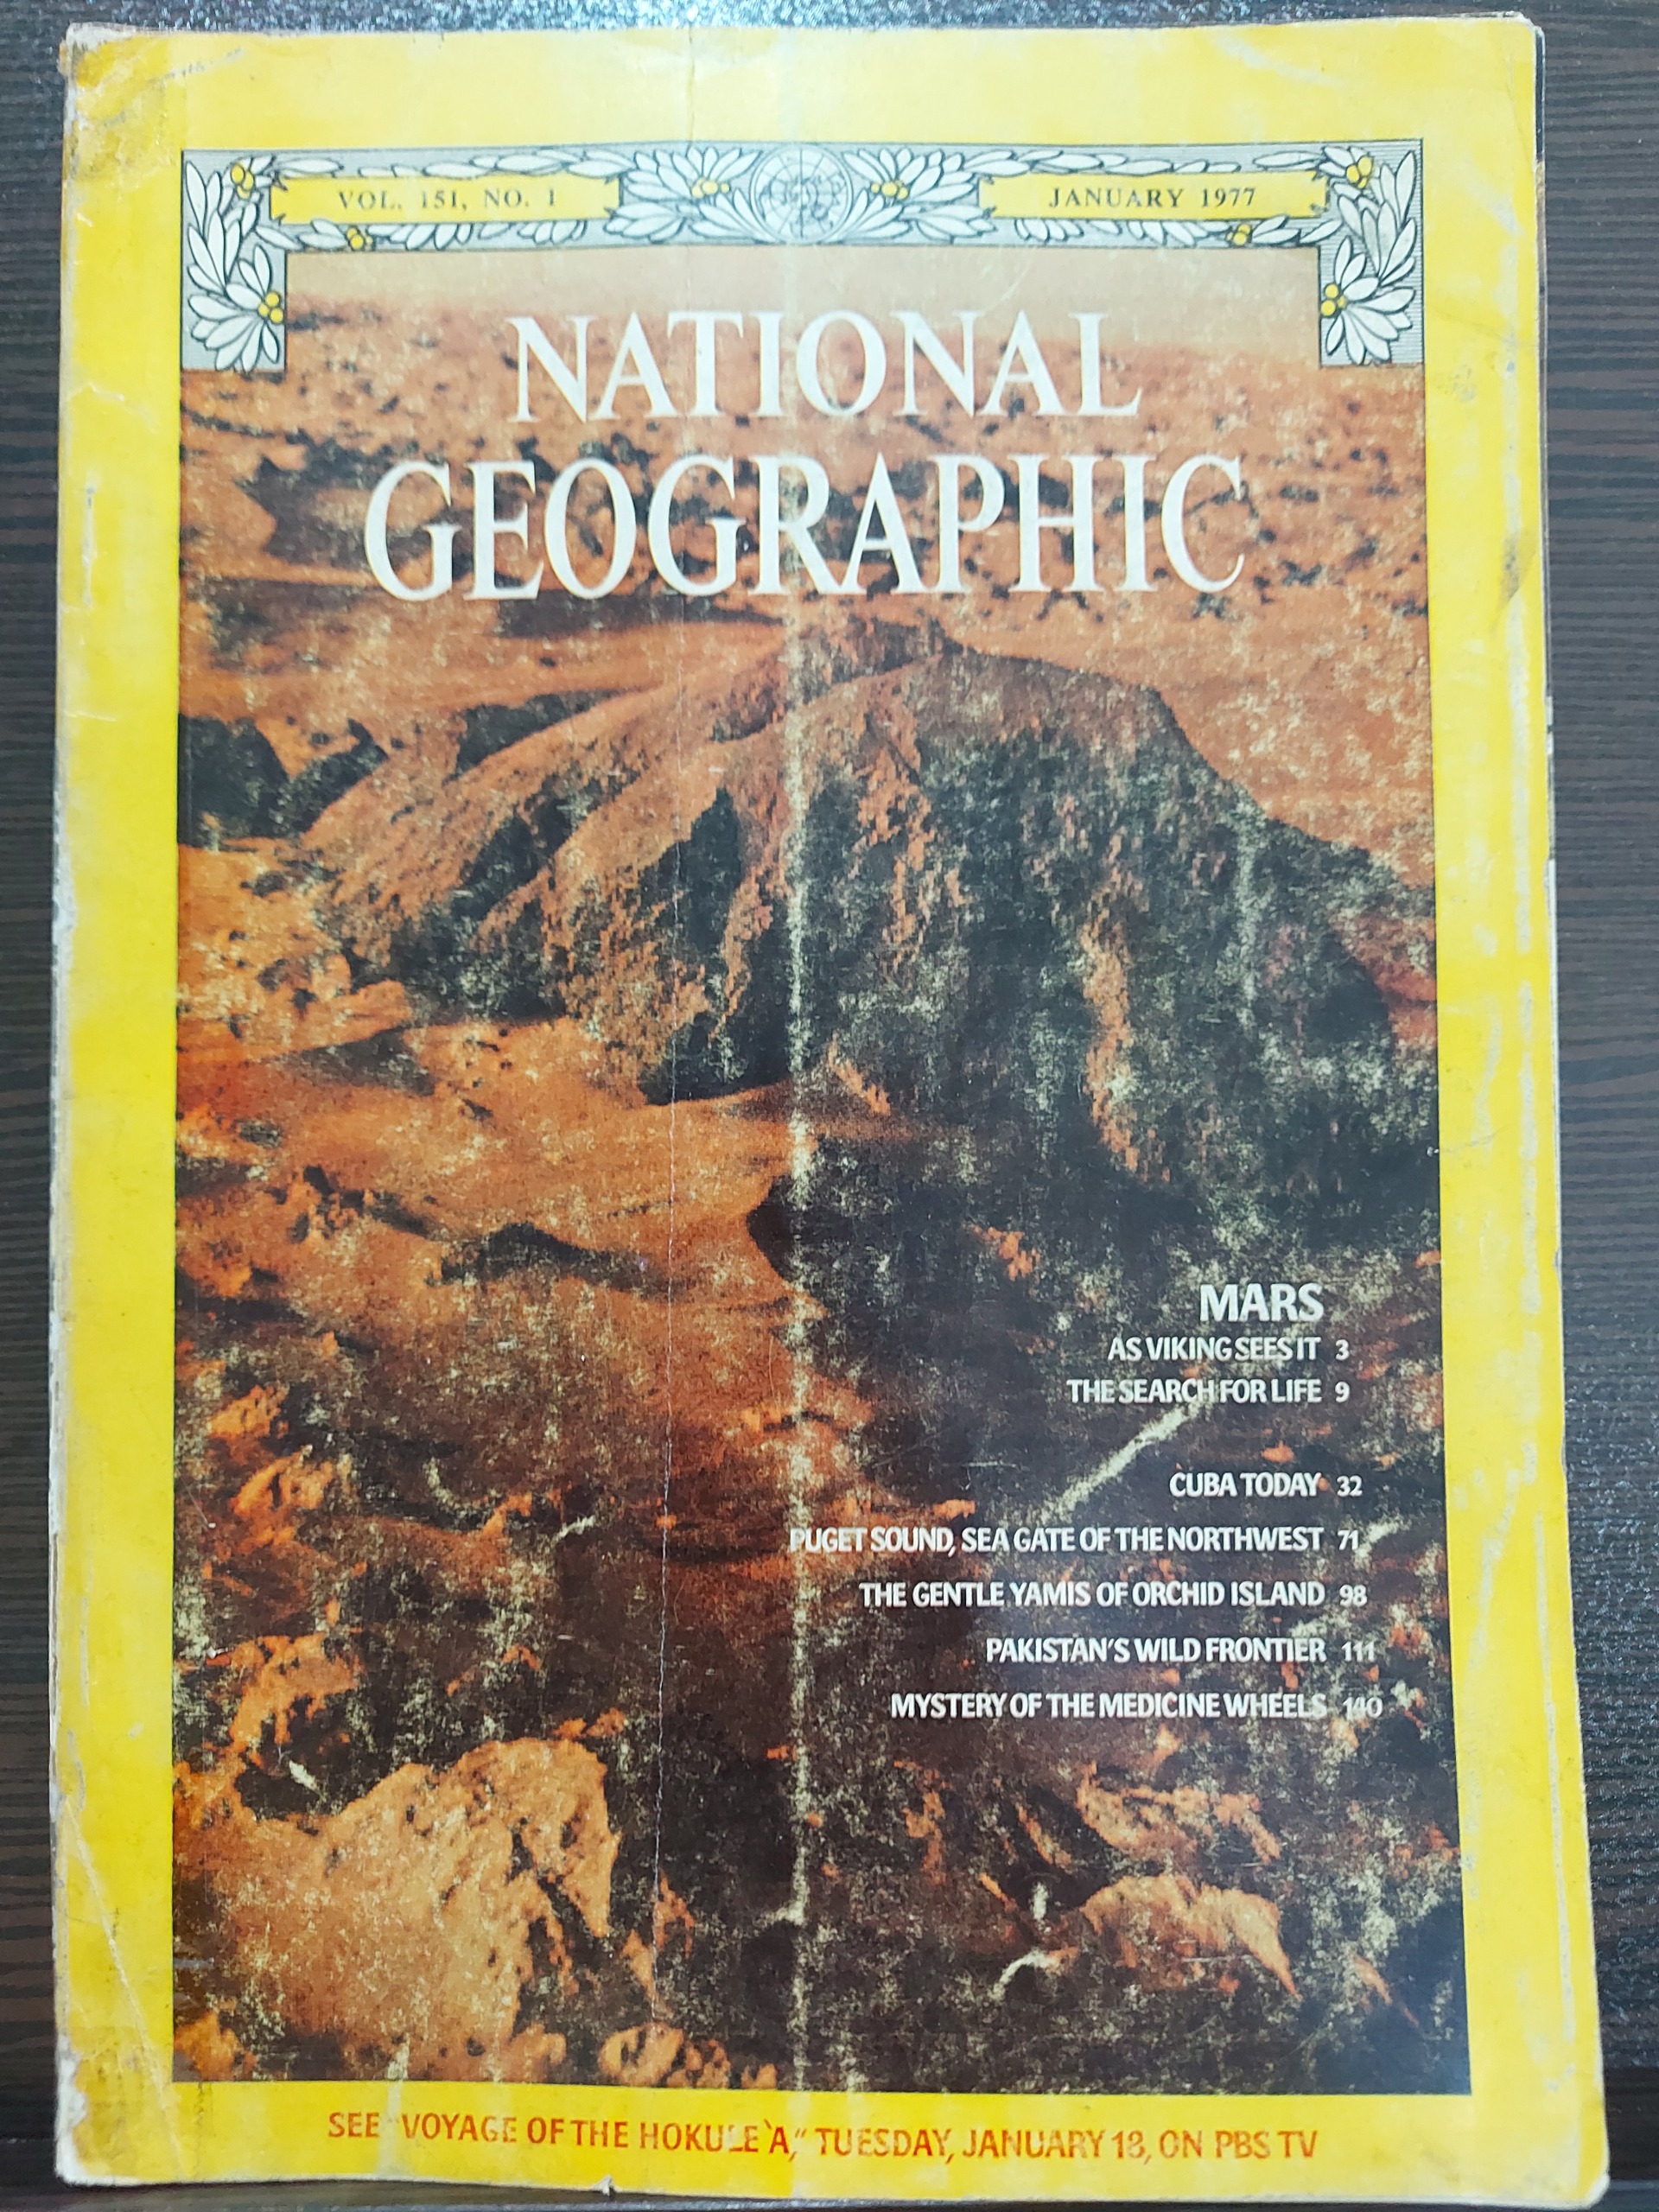 VOL. 151, NO. 1
JANUARY 1977
NATIONAL
GEOGRAPHIC
MARS
AS VIKING SEES IT 3
THE SEARCH FOR LIFE 9
CUBA TODAY 32
PUGET SOUND, SEA GATE OF THE NORTHWEST 71
THE GENTLE YAMIS OF ORCHID ISLAND 98
PAKISTAN'S WILD FRONTIER 111
MYSTERY OF THE MEDICINE WHEELS 140
SEE "VOYAGE OF THE HOKULE`A," TUESDAY, JANUARY 18, ON PBS TV